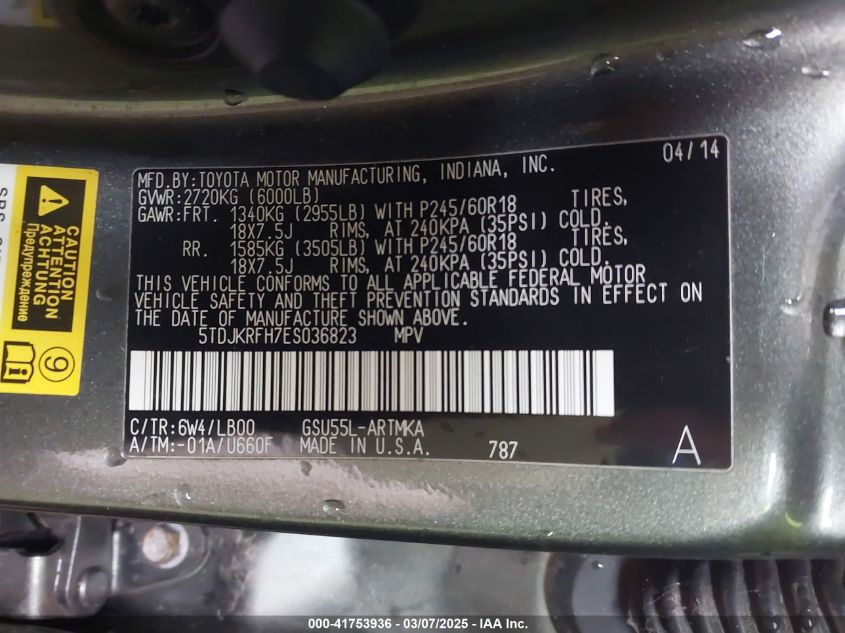 MFD.BY:TOYOTA MOTOR MANUFACTURING, INDIANA, INC. 04/14
GVWR:2720KG (6000LB)
GAWR:FRT. 1340KG (2955LB) WITH P245/60R18 TIRES,
18X7.5J RIMS, AT 240KPA (35PSI) COLD.
RR. 1585KG (3505LB) WITH P245/60R18 TIRES,
18X7.5J RIMS, AT 240KPA (35PSI) COLD.
THIS VEHICLE CONFORMS TO ALL APPLICABLE FEDERAL MOTOR
VEHICLE SAFETY AND THEFT PREVENTION STANDARDS IN EFFECT ON
THE DATE OF MANUFACTURE SHOWN ABOVE.
5TDJKRFH7ES036823 MPV
C/TR:6W4/LB00 GSU55L-ARTMKA
A/TM:-01A/U660F MADE IN U.S.A. 787 A
CAUTION
ATTENTION
ACHTUNG
Предупреждение
9
000-41753936 - 03/07/2025 - IAA Inc.